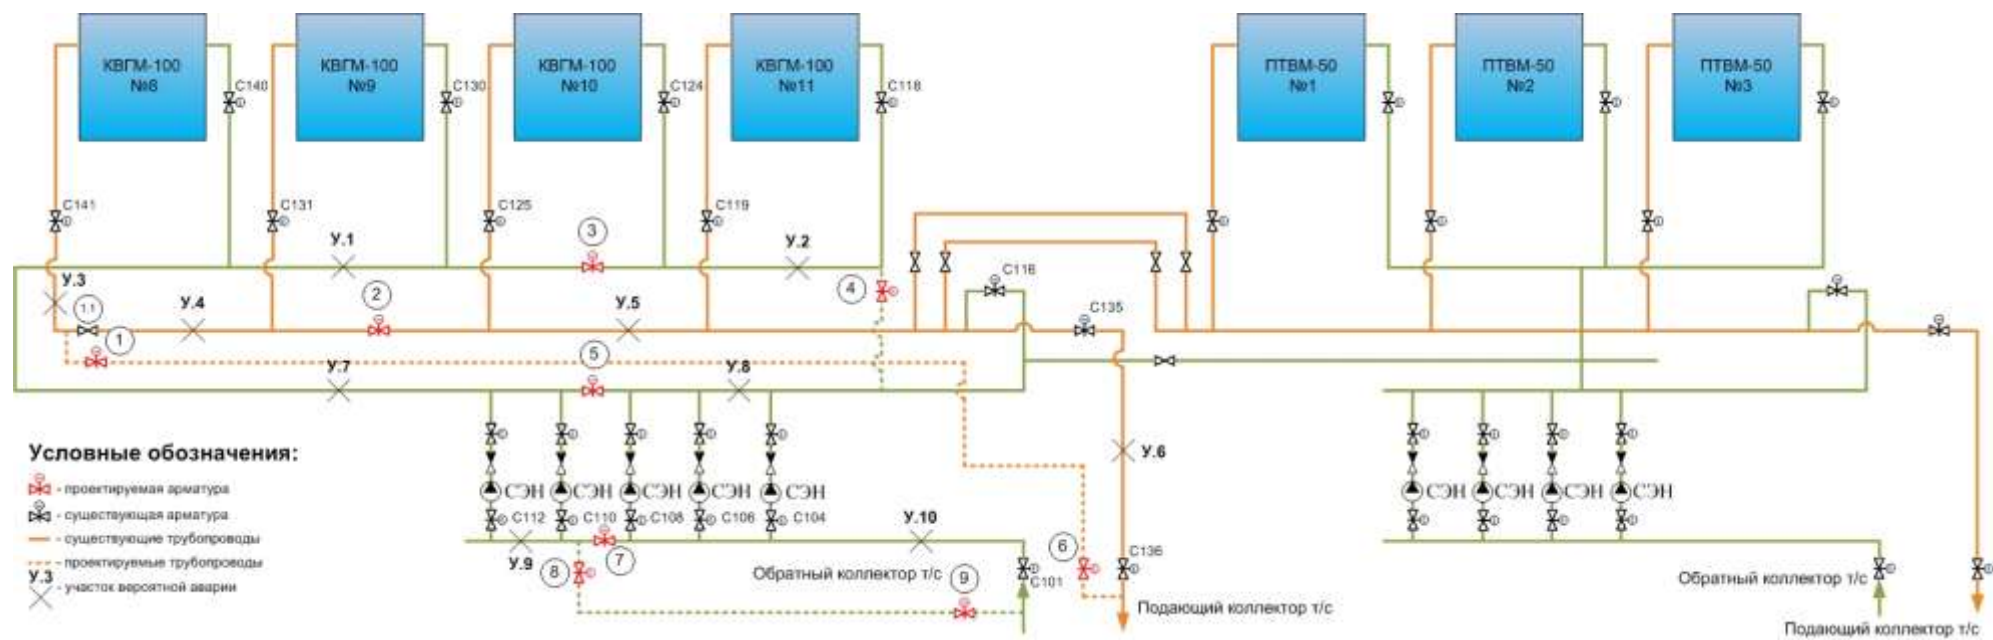 КВГМ-100
№8
КВГМ-100
№9
КВГМ-100
№10
КВГМ-100
№11
ПТВМ-50
№1
ПТВМ-50
№2
ПТВМ-50
№3
С140
С130
С124
С118
С141
С131
С125
С119
У.1
3
У.2
У.3
1.1
У.4
2
У.5
4
С116
С135
1
5
У.7
У.8
У.6
СЭН
СЭН
СЭН
СЭН
СЭН
СЭН
СЭН
СЭН
СЭН
С112
С110
С108
С106
С104
У.9
7
У.10
8
9
6
С101
С136
Обратный коллектор т/с
Подающий коллектор т/с
Обратный коллектор т/с
Подающий коллектор т/с
Условные обозначения:
- проектируемая арматура
- существующая арматура
- существующие трубопроводы
- проектируемые трубопроводы
У.3
- участок вероятной аварии